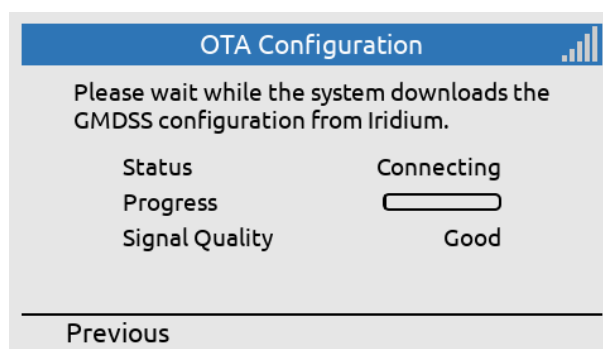 OTA Configuration
Please wait while the system downloads the
GMDSS configuration from Iridium.
Status Connecting
Progress
Signal Quality Good
Previous